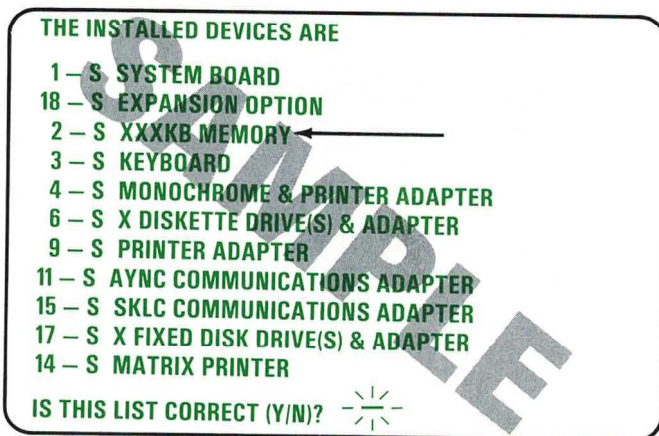 THE INSTALLED DEVICES ARE
1 – S SYSTEM BOARD
18 – S EXPANSION OPTION
2 – S XXXKB MEMORY
3 – S KEYBOARD
4 – S MONOCHROME & PRINTER ADAPTER
6 – S X DISKETTE DRIVE(S) & ADAPTER
9 – S PRINTER ADAPTER
11 – S AYNC COMMUNICATIONS ADAPTER
15 – S SKLC COMMUNICATIONS ADAPTER
17 – S X FIXED DISK DRIVE(S) & ADAPTER
14 – S MATRIX PRINTER
IS THIS LIST CORRECT (Y/N)? –
SAMPLE